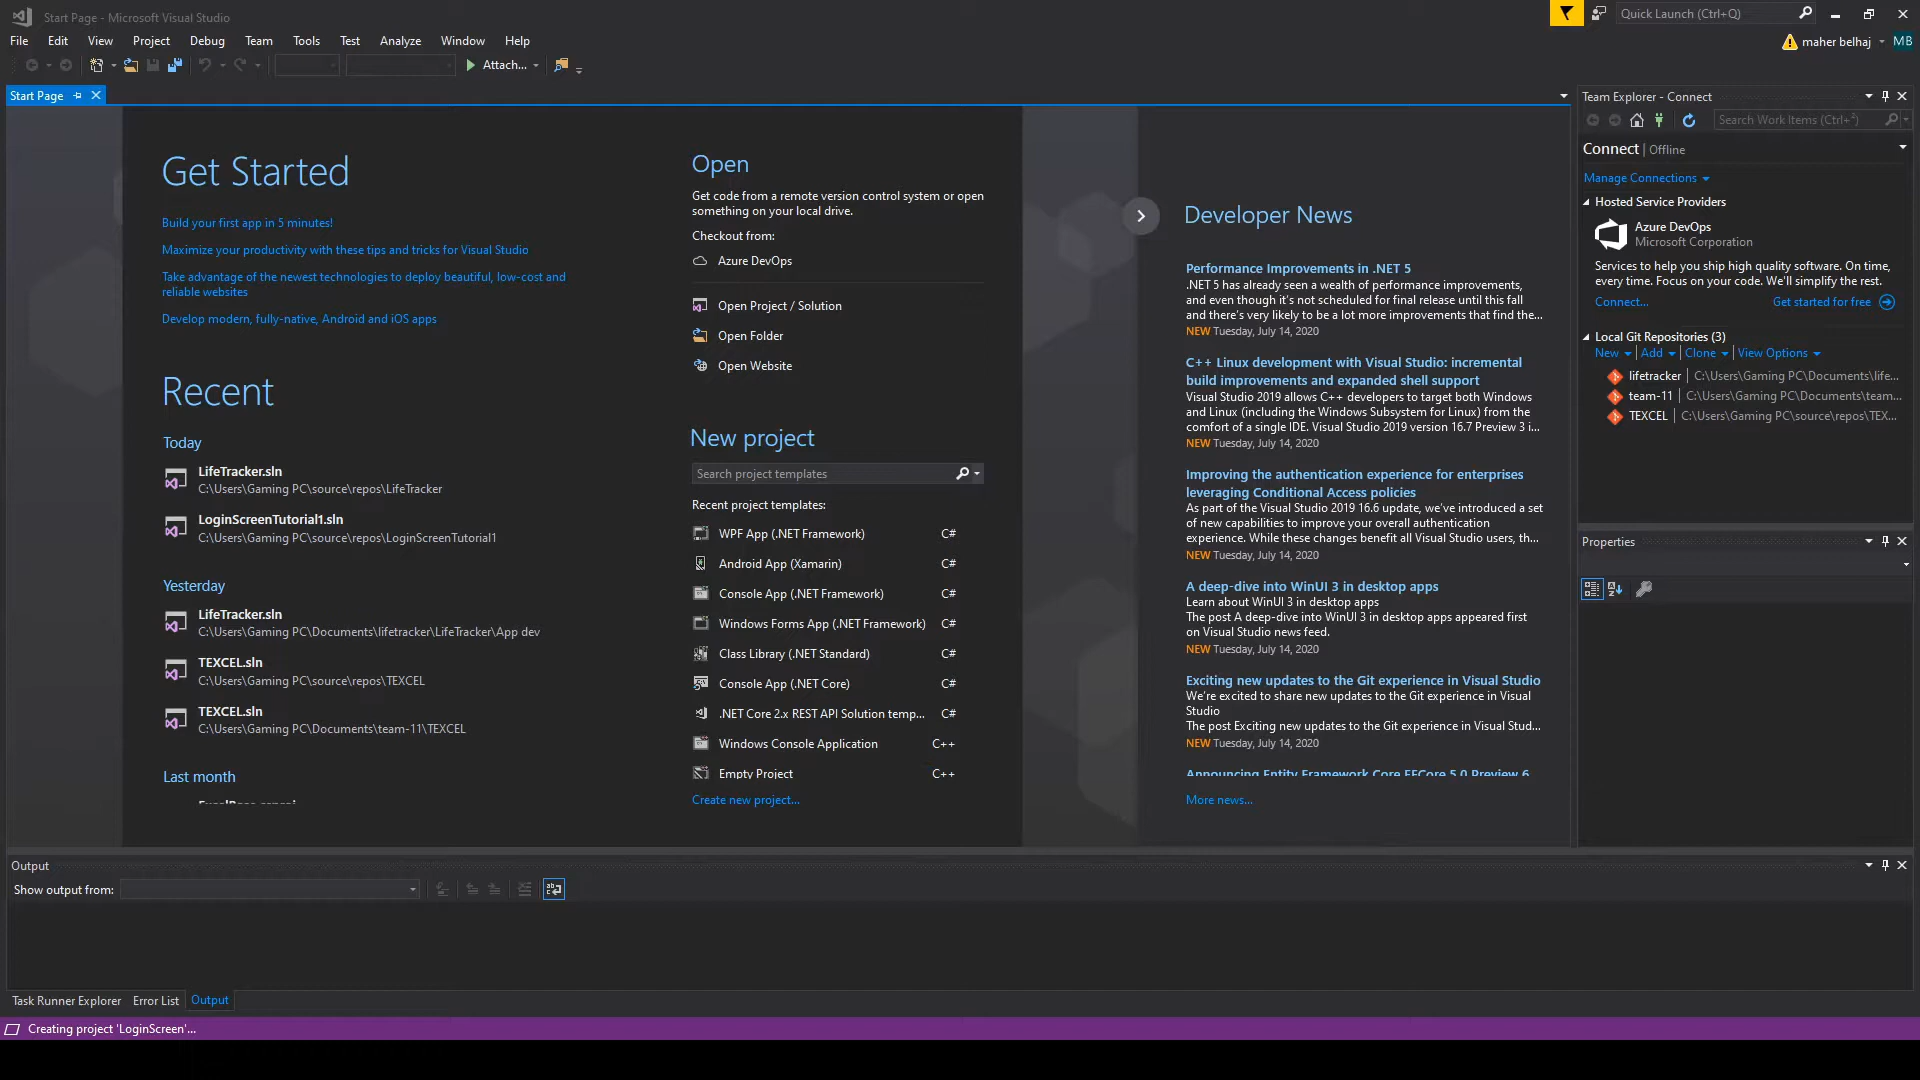 Start Page - Microsoft Visual Studio
Quick Launch (Ctrl+Q)
File Edit View Project Debug Team Tools Test Analyze Window Help
maher belhaj MB
Attach...
Start Page
Get Started
Build your first app in 5 minutes!
Maximize your productivity with these tips and tricks for Visual Studio
Take advantage of the newest technologies to deploy beautiful, low-cost and
reliable websites
Develop modern, fully-native, Android and iOS apps
Recent
Today
LifeTracker.sln
C:\Users\Gaming PC\source\repos\LifeTracker
LoginScreenTutorial1.sln
C:\Users\Gaming PC\source\repos\LoginScreenTutorial1
Yesterday
LifeTracker.sln
C:\Users\Gaming PC\Documents\lifetracker\LifeTracker\App dev
TEXCEL.sln
C:\Users\Gaming PC\source\repos\TEXCEL
TEXCEL.sln
C:\Users\Gaming PC\Documents\team-11\TEXCEL
Last month
Open
Get code from a remote version control system or open
something on your local drive.
Checkout from:
Azure DevOps
Open Project / Solution
Open Folder
Open Website
New project
Search project templates
Recent project templates:
WPF App (.NET Framework) C#
Android App (Xamarin) C#
Console App (.NET Framework) C#
Windows Forms App (.NET Framework) C#
Class Library (.NET Standard) C#
Console App (.NET Core) C#
.NET Core 2.x REST API Solution temp... C#
Windows Console Application C++
Empty Project C++
Create new project...
Developer News
Performance Improvements in .NET 5
.NET 5 has already seen a wealth of performance improvements,
and even though it's not scheduled for final release until this fall
and there's very likely to be a lot more improvements that find the...
NEW Tuesday, July 14, 2020
C++ Linux development with Visual Studio: incremental
build improvements and expanded shell support
Visual Studio 2019 allows C++ developers to target both Windows
and Linux (including the Windows Subsystem for Linux) from the
comfort of a single IDE. Visual Studio 2019 version 16.7 Preview 3 i...
NEW Tuesday, July 14, 2020
Improving the authentication experience for enterprises
leveraging Conditional Access policies
As part of the Visual Studio 2019 16.6 update, we've introduced a set
of new capabilities to improve your overall authentication
experience. While these changes benefit all Visual Studio users, th...
NEW Tuesday, July 14, 2020
A deep-dive into WinUI 3 in desktop apps
Learn about WinUI 3 in desktop apps
The post A deep-dive into WinUI 3 in desktop apps appeared first
on Visual Studio news feed.
NEW Tuesday, July 14, 2020
Exciting new updates to the Git experience in Visual Studio
We're excited to share new updates to the Git experience in Visual
Studio
The post Exciting new updates to the Git experience in Visual Stud...
NEW Tuesday, July 14, 2020
Announcing Entity Framework Core EFCore 5.0 Preview 6
More news...
Team Explorer - Connect
Search Work Items (Ctrl+²)
Connect | Offline
Manage Connections
Hosted Service Providers
Azure DevOps
Microsoft Corporation
Services to help you ship high quality software. On time,
every time. Focus on your code. We'll simplify the rest.
Connect... Get started for free
Local Git Repositories (3)
New | Add | Clone | View Options
lifetracker | C:\Users\Gaming PC\Documents\life...
team-11 | C:\Users\Gaming PC\Documents\team...
TEXCEL | C:\Users\Gaming PC\source\repos\TEX...
Properties
Output
Show output from:
Task Runner Explorer Error List Output
Creating project 'LoginScreen'...